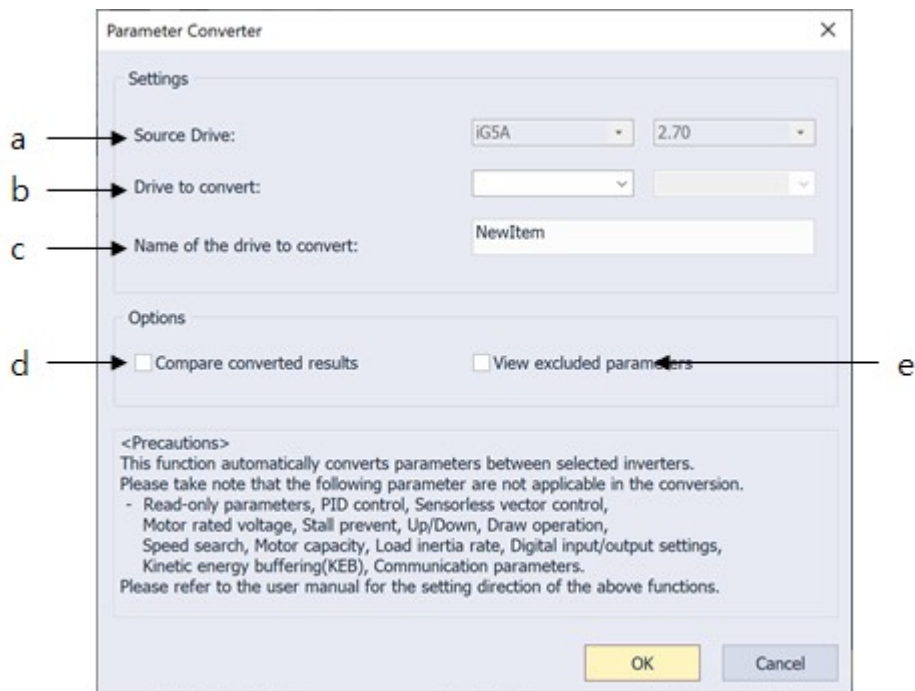 Parameter Converter
Settings
a Source Drive: iG5A 2.70
b Drive to convert:
c Name of the drive to convert: NewItem
Options
d Compare converted results View excluded parameters e
<Precautions>
This function automatically converts parameters between selected inverters.
Please take note that the following parameter are not applicable in the conversion.
- Read-only parameters, PID control, Sensorless vector control,
Motor rated voltage, Stall prevent, Up/Down, Draw operation,
Speed search, Motor capacity, Load inertia rate, Digital input/output settings,
Kinetic energy buffering(KEB), Communication parameters.
Please refer to the user manual for the setting direction of the above functions.
OK Cancel